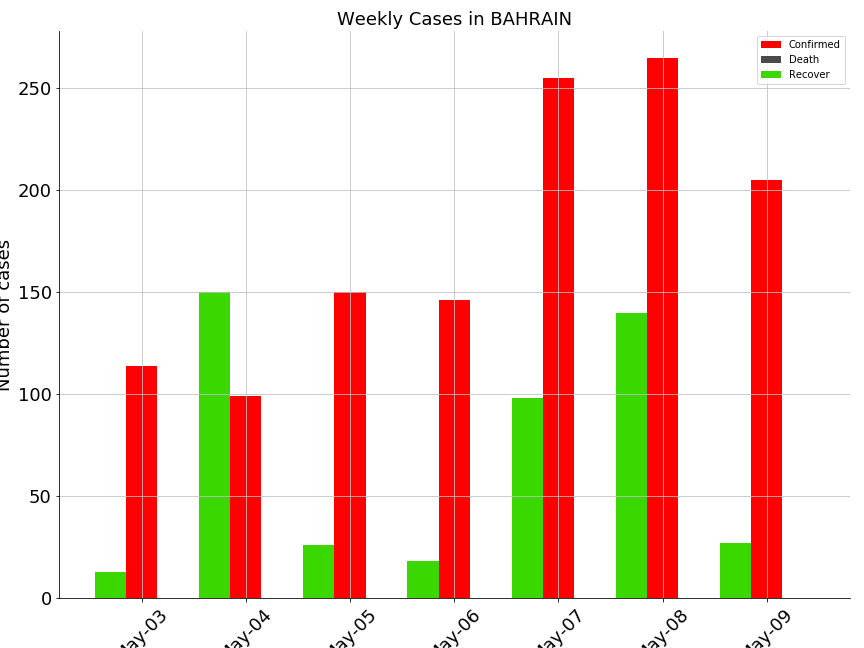 Weekly Cases in BAHRAIN
Confirmed
Death
Recover
Number of cases
250
200
150
100
50
0
May-03
May-04
May-05
May-06
May-07
May-08
May-09